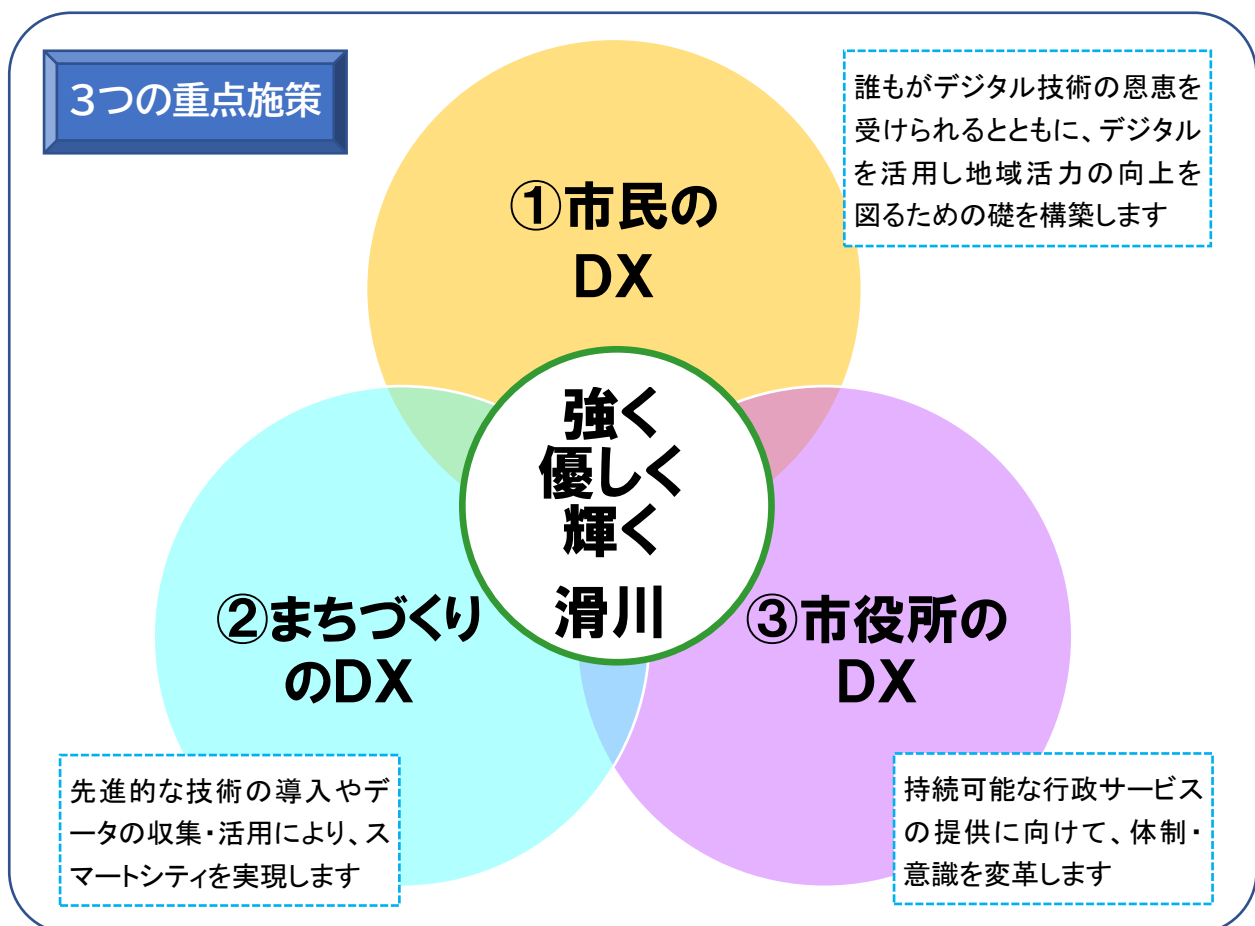 3つの重点施策
誰もがデジタル技術の恩恵を
受けられるとともに、デジタル
を活用し地域活力の向上を
図るための礎を構築します
①市民の
DX
強く
優しく
輝く
滑川
②まちづくり
のDX
③市役所の
DX
先進的な技術の導入やデ
ータの収集・活用により、ス
マートシティを実現します
持続可能な行政サービス
の提供に向けて、体制・
意識を変革します